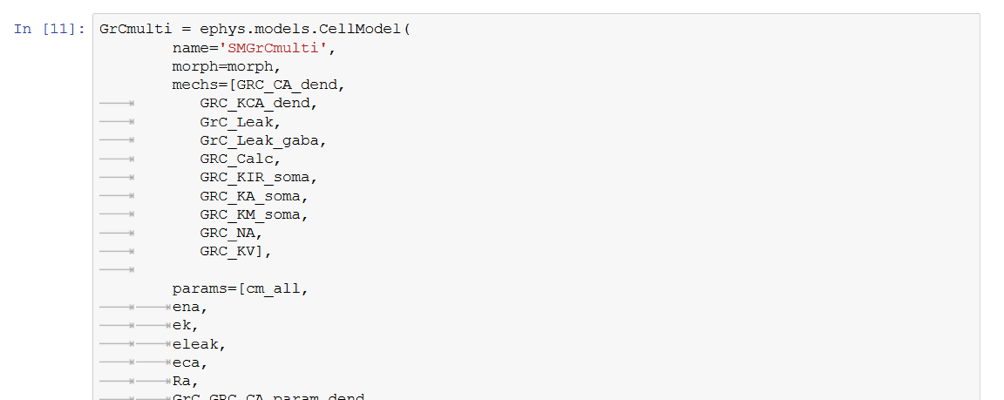 In [11]: GrCmulti = ephys.models.CellModel(
name='SMGrCmulti',
morph=morph,
mechs=[GRC_CA_dend,
GRC_KCA_dend,
GrC_Leak,
GrC_Leak_gaba,
GRC_Calc,
GRC_KIR_soma,
GRC_KA_soma,
GRC_KM_soma,
GRC_NA,
GRC_KV],
params=[cm_all,
ena,
ek,
eleak,
eca,
Ra,
GrC_GRC_CA_param_dend